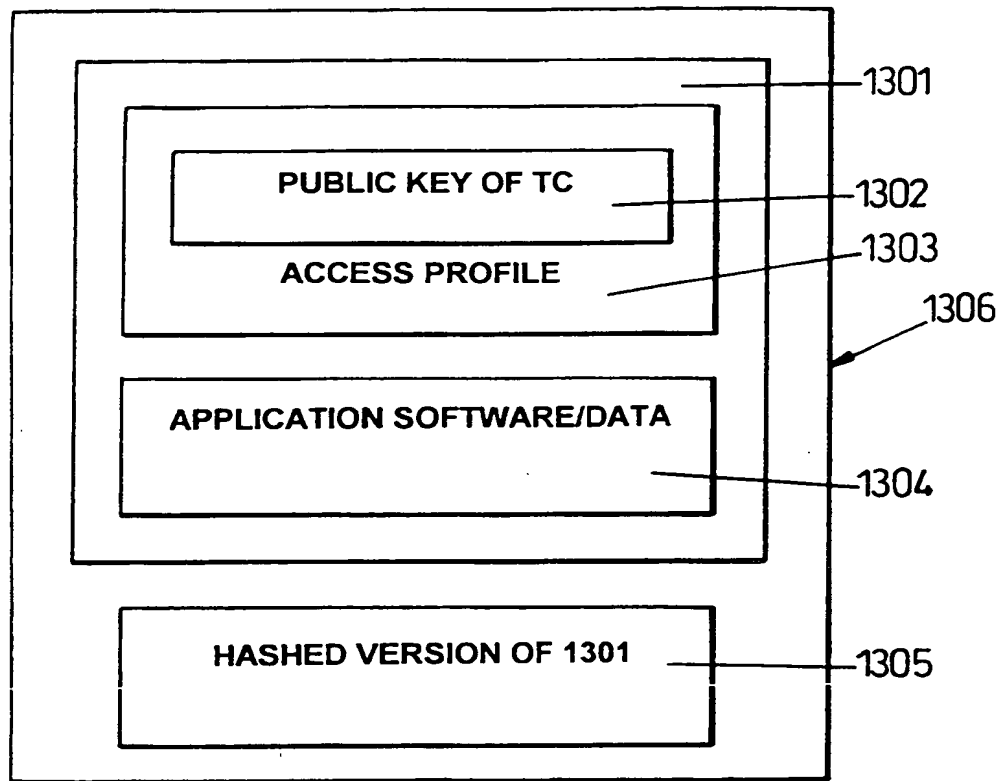 1301
PUBLIC KEY OF TC
1302
1303
ACCESS PROFILE
1306
APPLICATION SOFTWARE/DATA
1304
HASHED VERSION OF 1301
1305